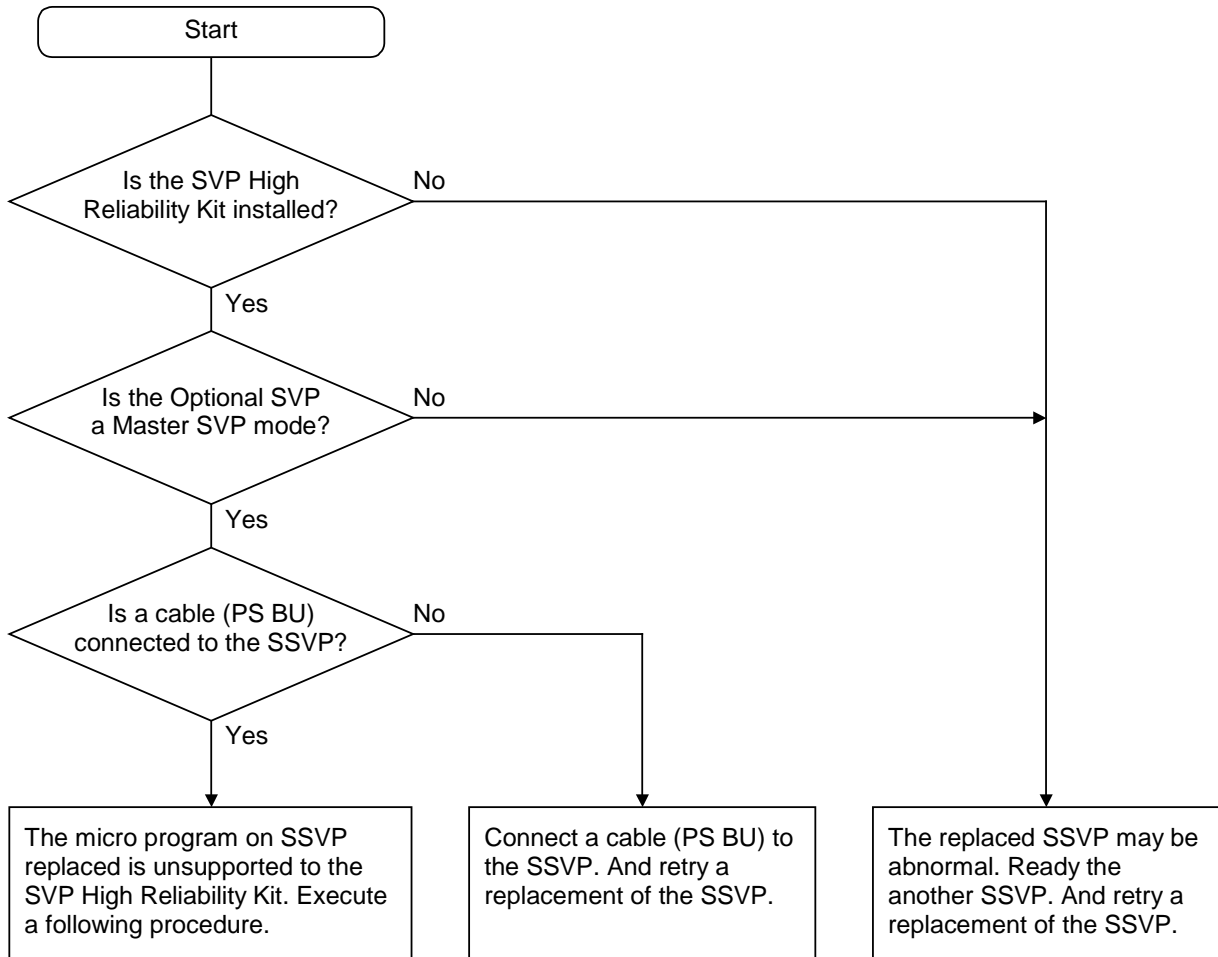 Start
Is the SVP High
Reliability Kit installed?
No
Yes
Is the Optional SVP
a Master SVP mode?
No
Yes
Is a cable (PS BU)
connected to the SSVP?
No
Yes
The micro program on SSVP
replaced is unsupported to the
SVP High Reliability Kit. Execute
a following procedure.
Connect a cable (PS BU) to
the SSVP. And retry a
replacement of the SSVP.
The replaced SSVP may be
abnormal. Ready the
another SSVP. And retry a
replacement of the SSVP.